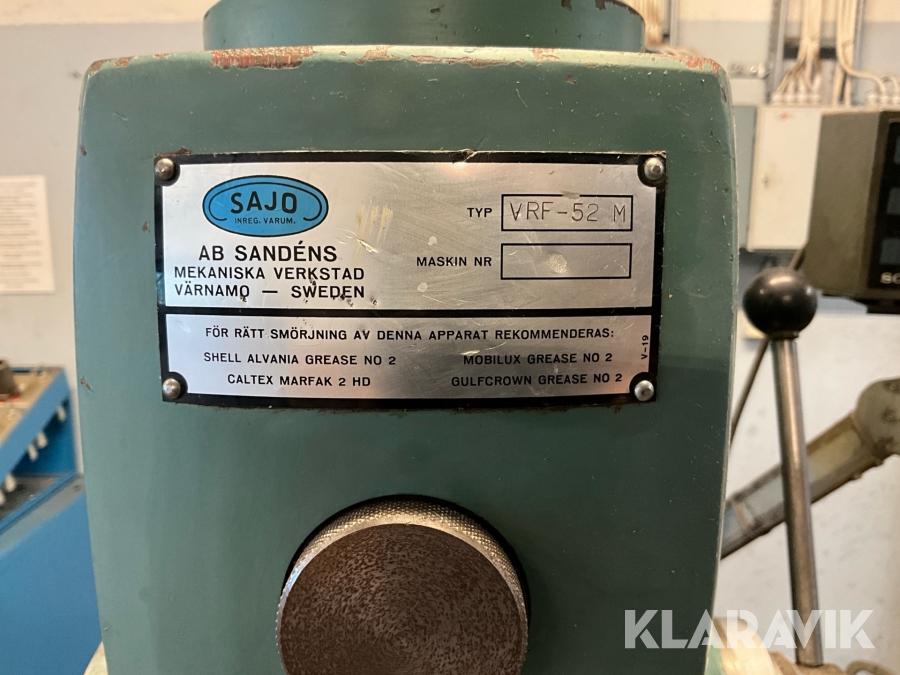 SAJO
INREG. VARUM.
AB SANDÉNS
MEKANISKA VERKSTAD
VÄRNAMO — SWEDEN
TYP VRF-52 M
MASKIN NR
FÖR RÄTT SMÖRJNING AV DENNA APPARAT REKOMMENDERAS:
SHELL ALVANIA GREASE NO 2 MOBILUX GREASE NO 2
CALTEX MARFAK 2 HD GULFCROWN GREASE NO 2
V-19
KLARAVIK